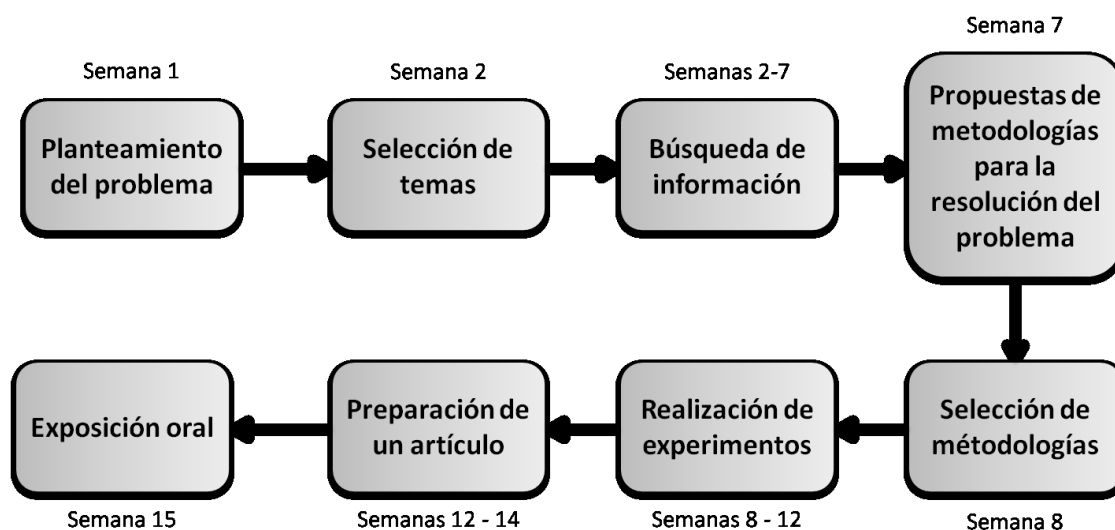 Semana 1
Planteamiento
del problema
Semana 2
Selección de
temas
Semanas 2-7
Búsqueda de
información
Semana 7
Propuestas de
metodologías
para la
resolución del
problema
Selección de
métodologías
Semana 8
Realización de
experimentos
Semanas 8 - 12
Preparación de
un artículo
Semanas 12 - 14
Exposición oral
Semana 15